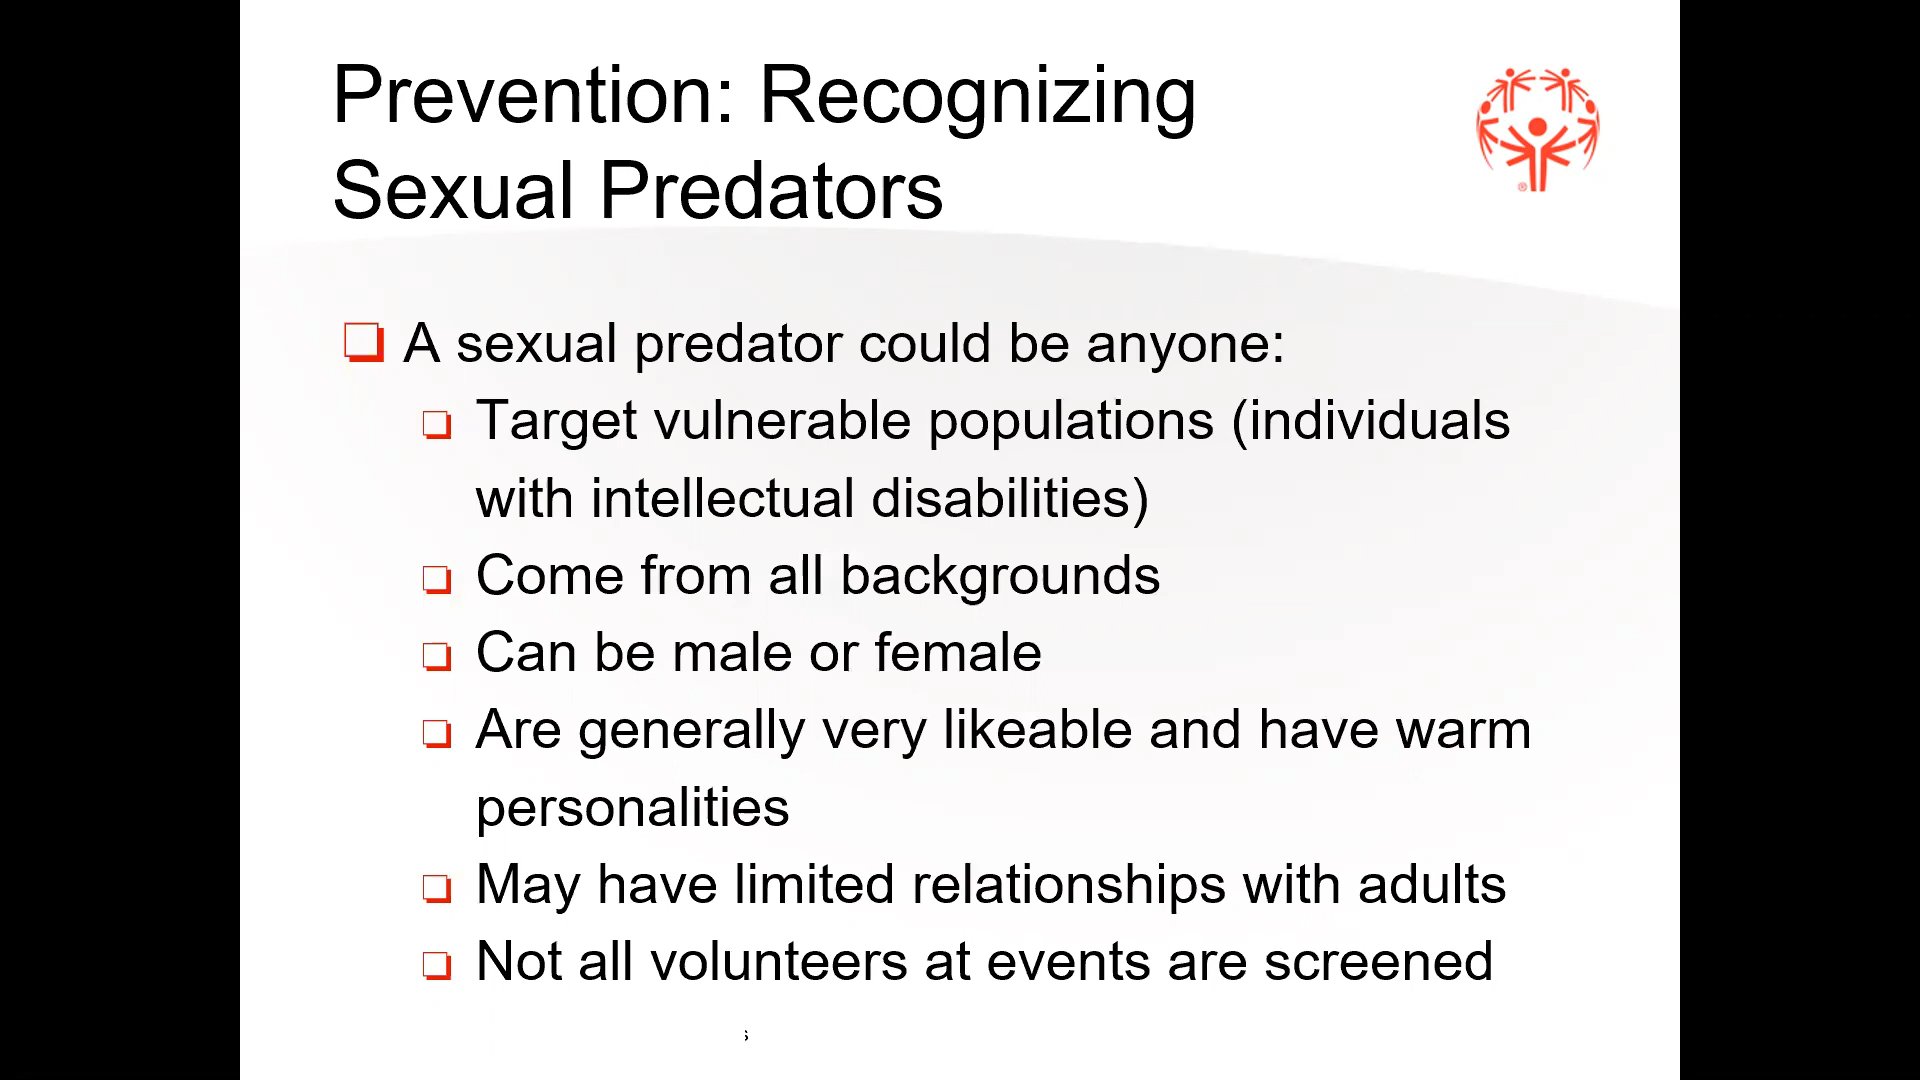 Prevention: Recognizing
Sexual Predators
A sexual predator could be anyone:
Target vulnerable populations (individuals
with intellectual disabilities)
Come from all backgrounds
Can be male or female
Are generally very likeable and have warm
personalities
May have limited relationships with adults
Not all volunteers at events are screened